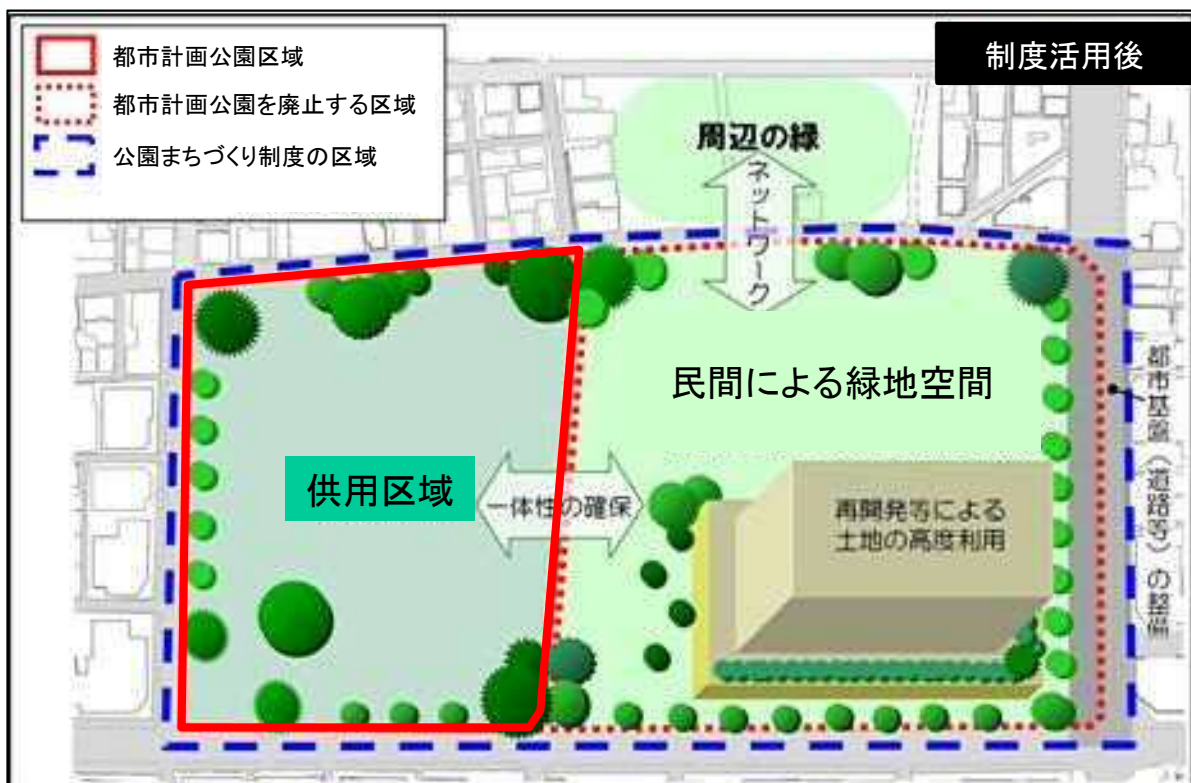 都市計画公園区域
都市計画公園を廃止する区域
公園まちづくり制度の区域
制度活用後
周辺の緑
ネットワーク
民間による緑地空間
供用区域
一体性の確保
再開発等による
土地の高度利用
都市基盤（道路等）の整備